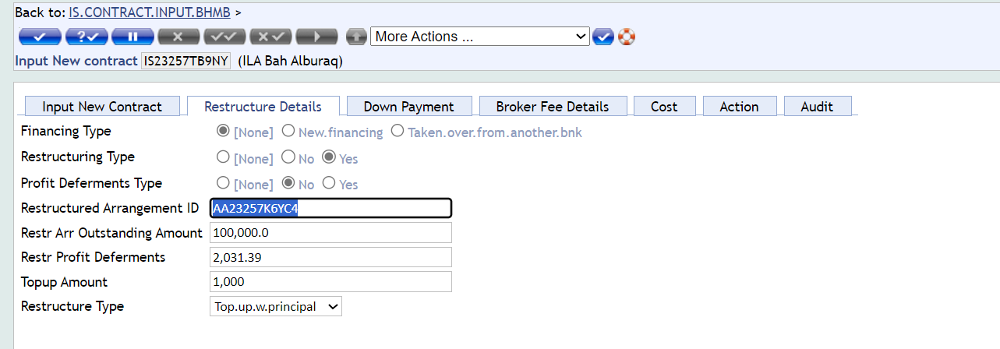 Back to: IS.CONTRACT.INPUT.BHMB >
More Actions ...
Input New contract IS23257TB9NY (ILA Bah Alburaq)
Input New Contract Restructure Details Down Payment Broker Fee Details Cost Action Audit
Financing Type [None] New.financing Taken.over.from.another.bnk
Restructuring Type [None] No Yes
Profit Deferments Type [None] No Yes
Restructured Arrangement ID AA23257K6YC4
Restr Arr Outstanding Amount 100,000.0
Restr Profit Deferments 2,031.39
Topup Amount 1,000
Restructure Type Top.up.w.principal